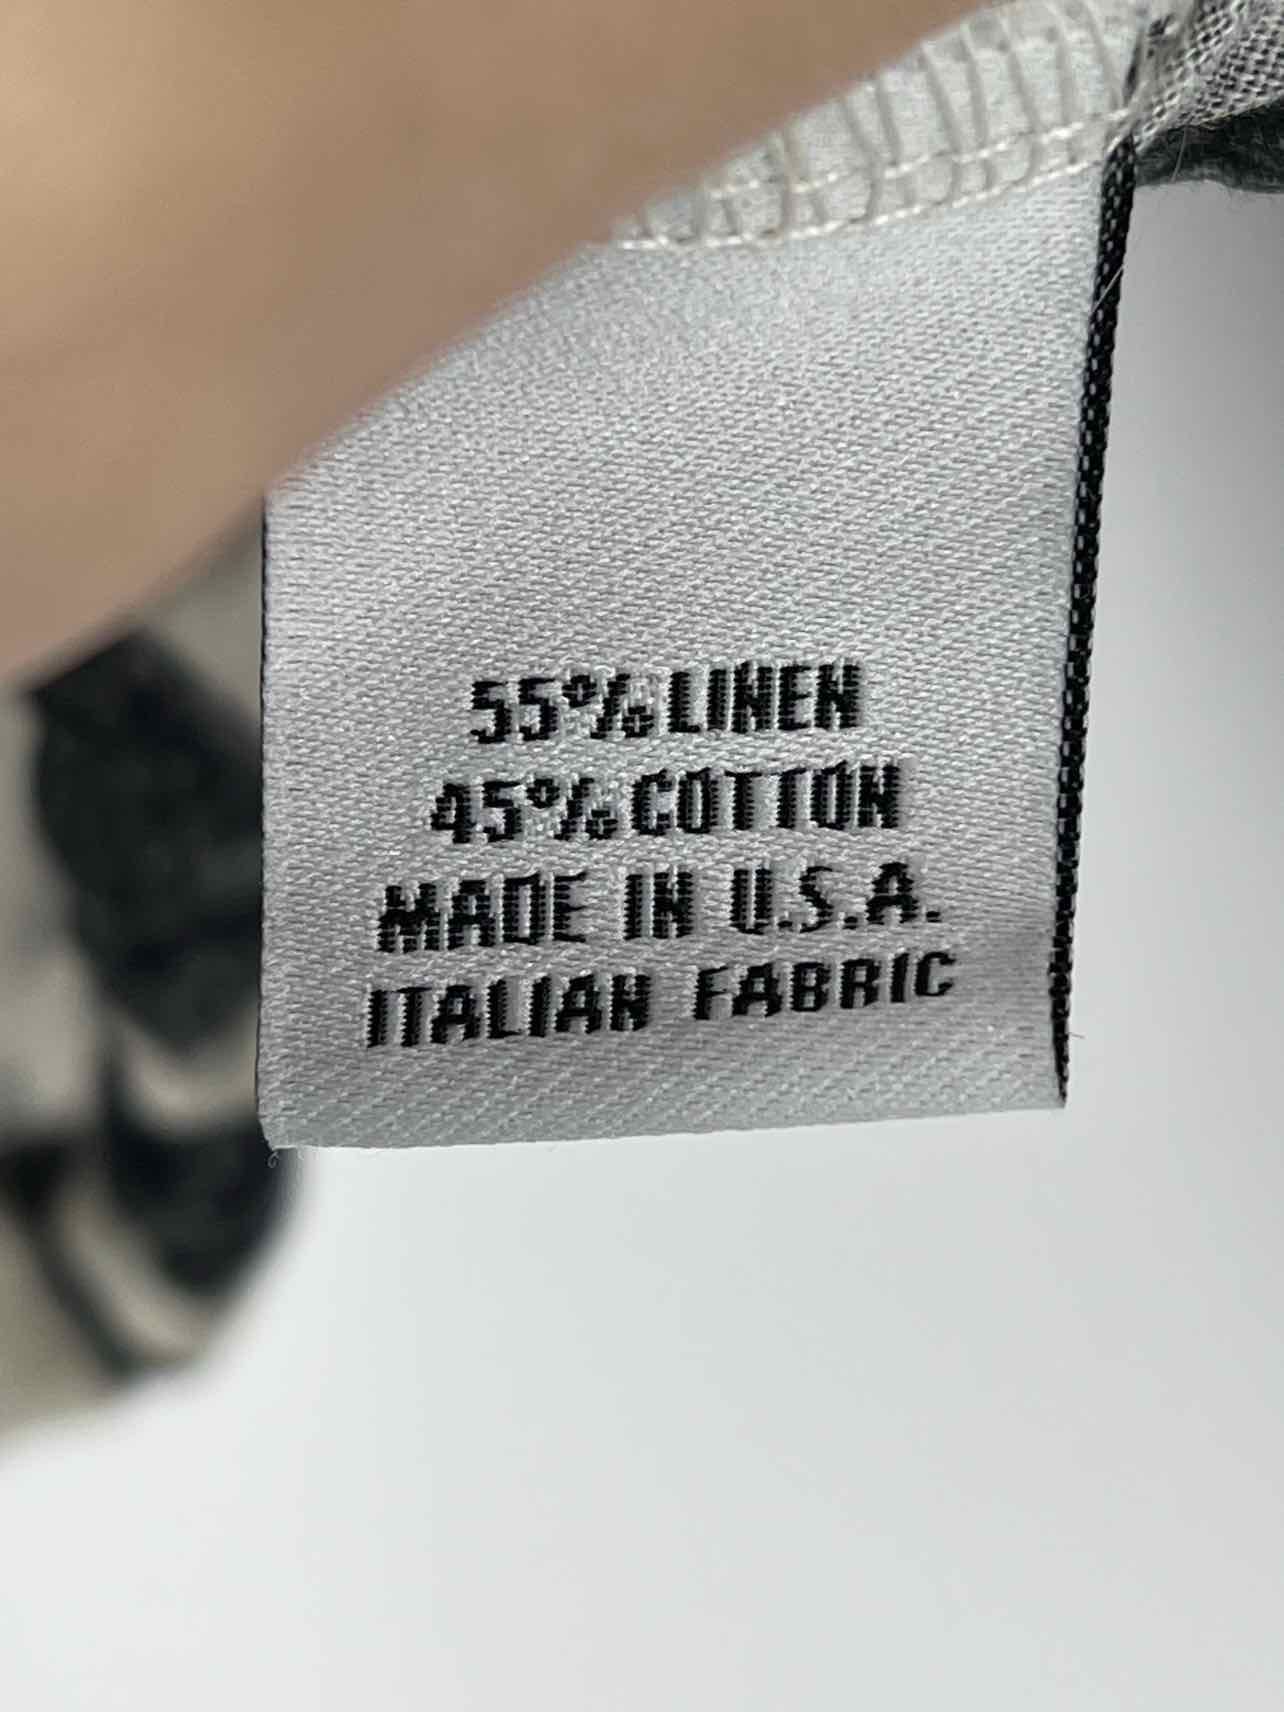 55% LINEN
45% COTTON
MADE IN U.S.A.
ITALIAN FABRIC